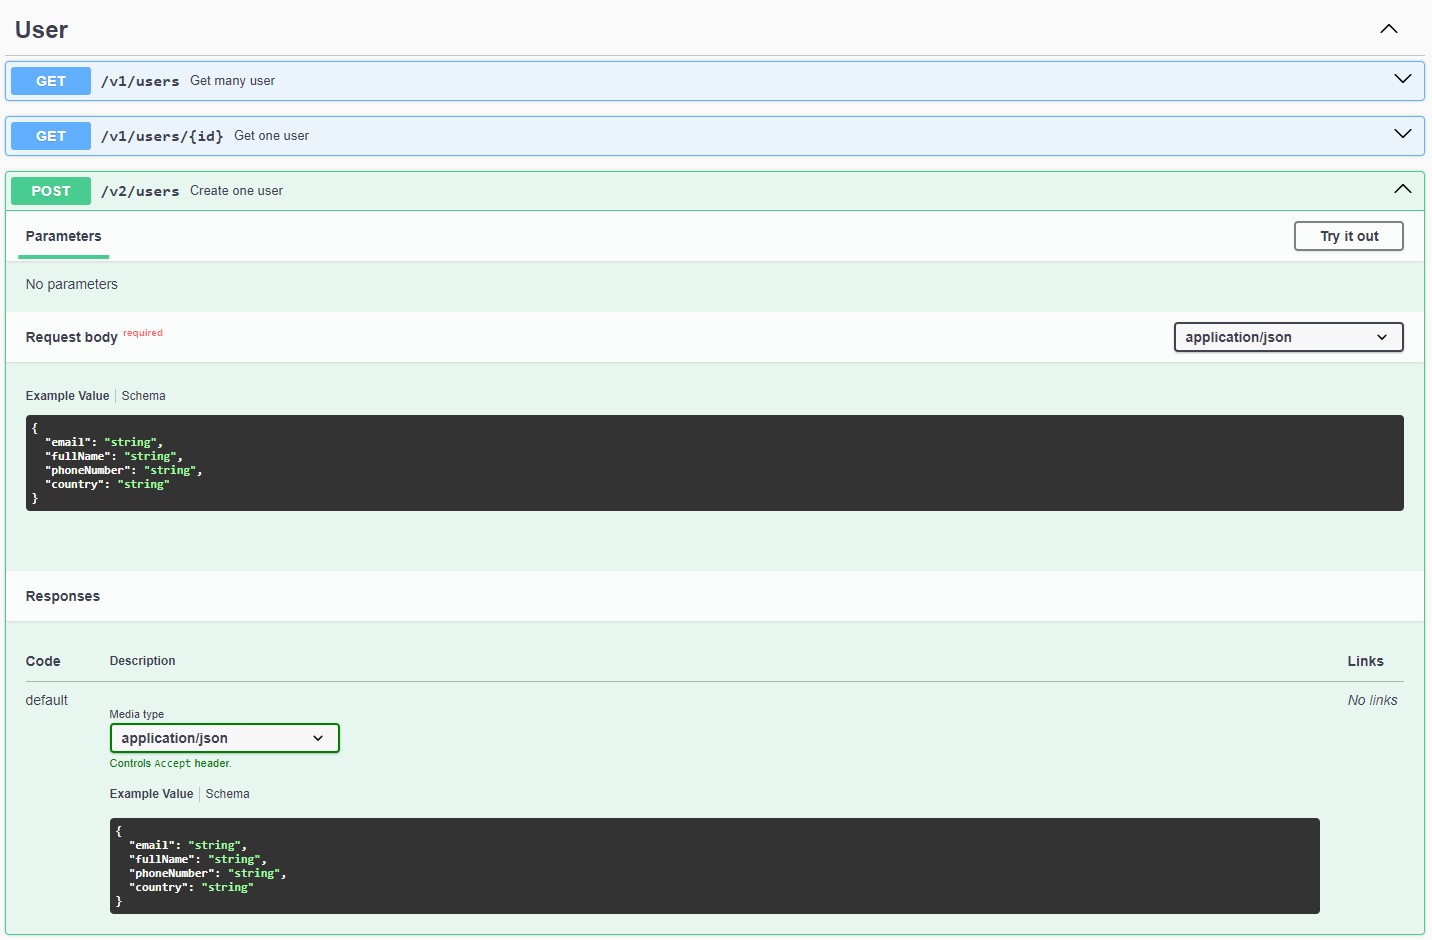 User
GET /v1/users Get many user
GET /v1/users/{id} Get one user
POST /v2/users Create one user
Parameters
Try it out
No parameters
Request body required
application/json
Example Value | Schema
{
  "email": "string",
  "fullName": "string",
  "phoneNumber": "string",
  "country": "string"
}
Responses
Code Description Links
default
No links
Media type
application/json
Controls Accept header.
Example Value | Schema
{
  "email": "string",
  "fullName": "string",
  "phoneNumber": "string",
  "country": "string"
}